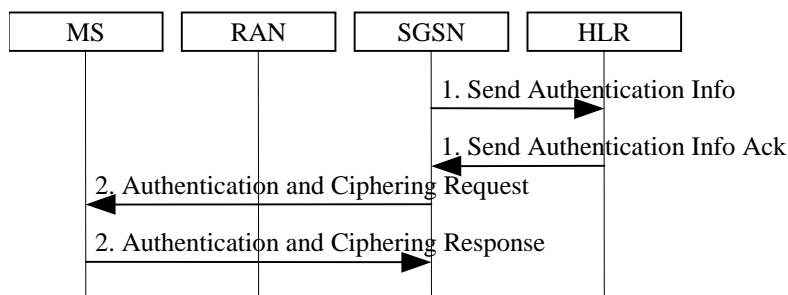 MS RAN SGSN HLR
1. Send Authentication Info
1. Send Authentication Info Ack
2. Authentication and Ciphering Request
2. Authentication and Ciphering Response